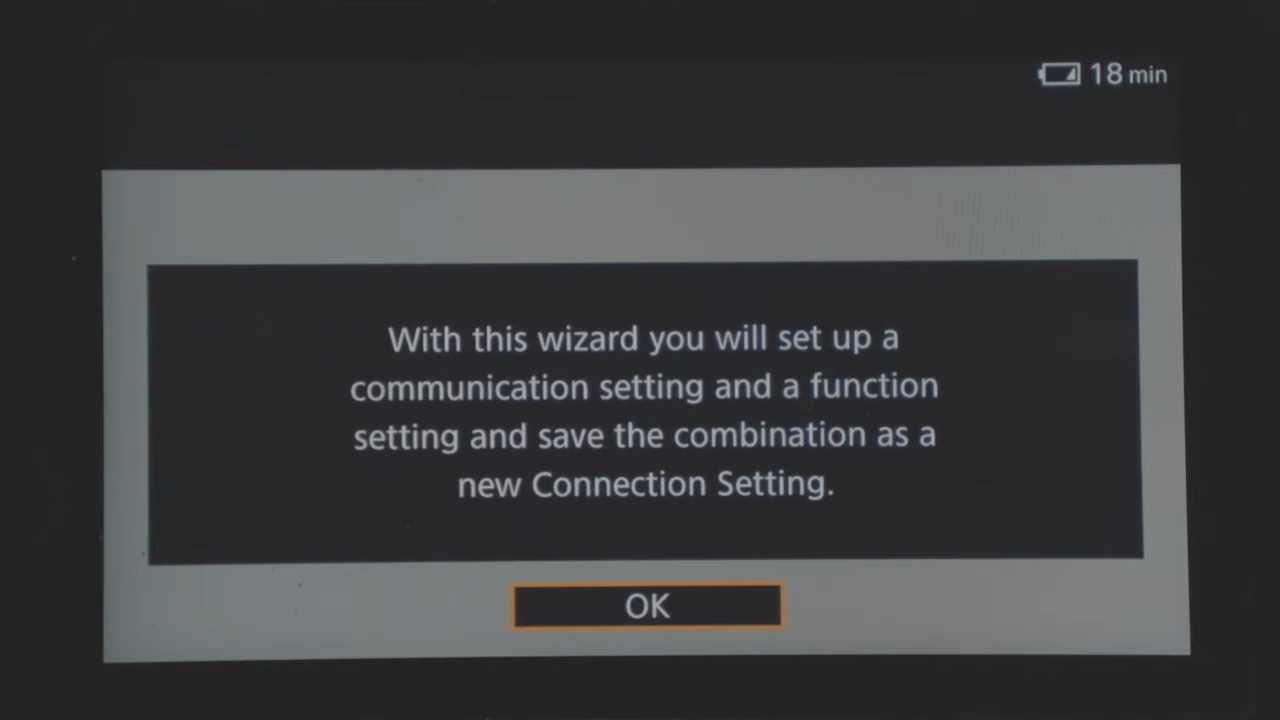 18 min
With this wizard you will set up a
communication setting and a function
setting and save the combination as a
new Connection Setting.
OK